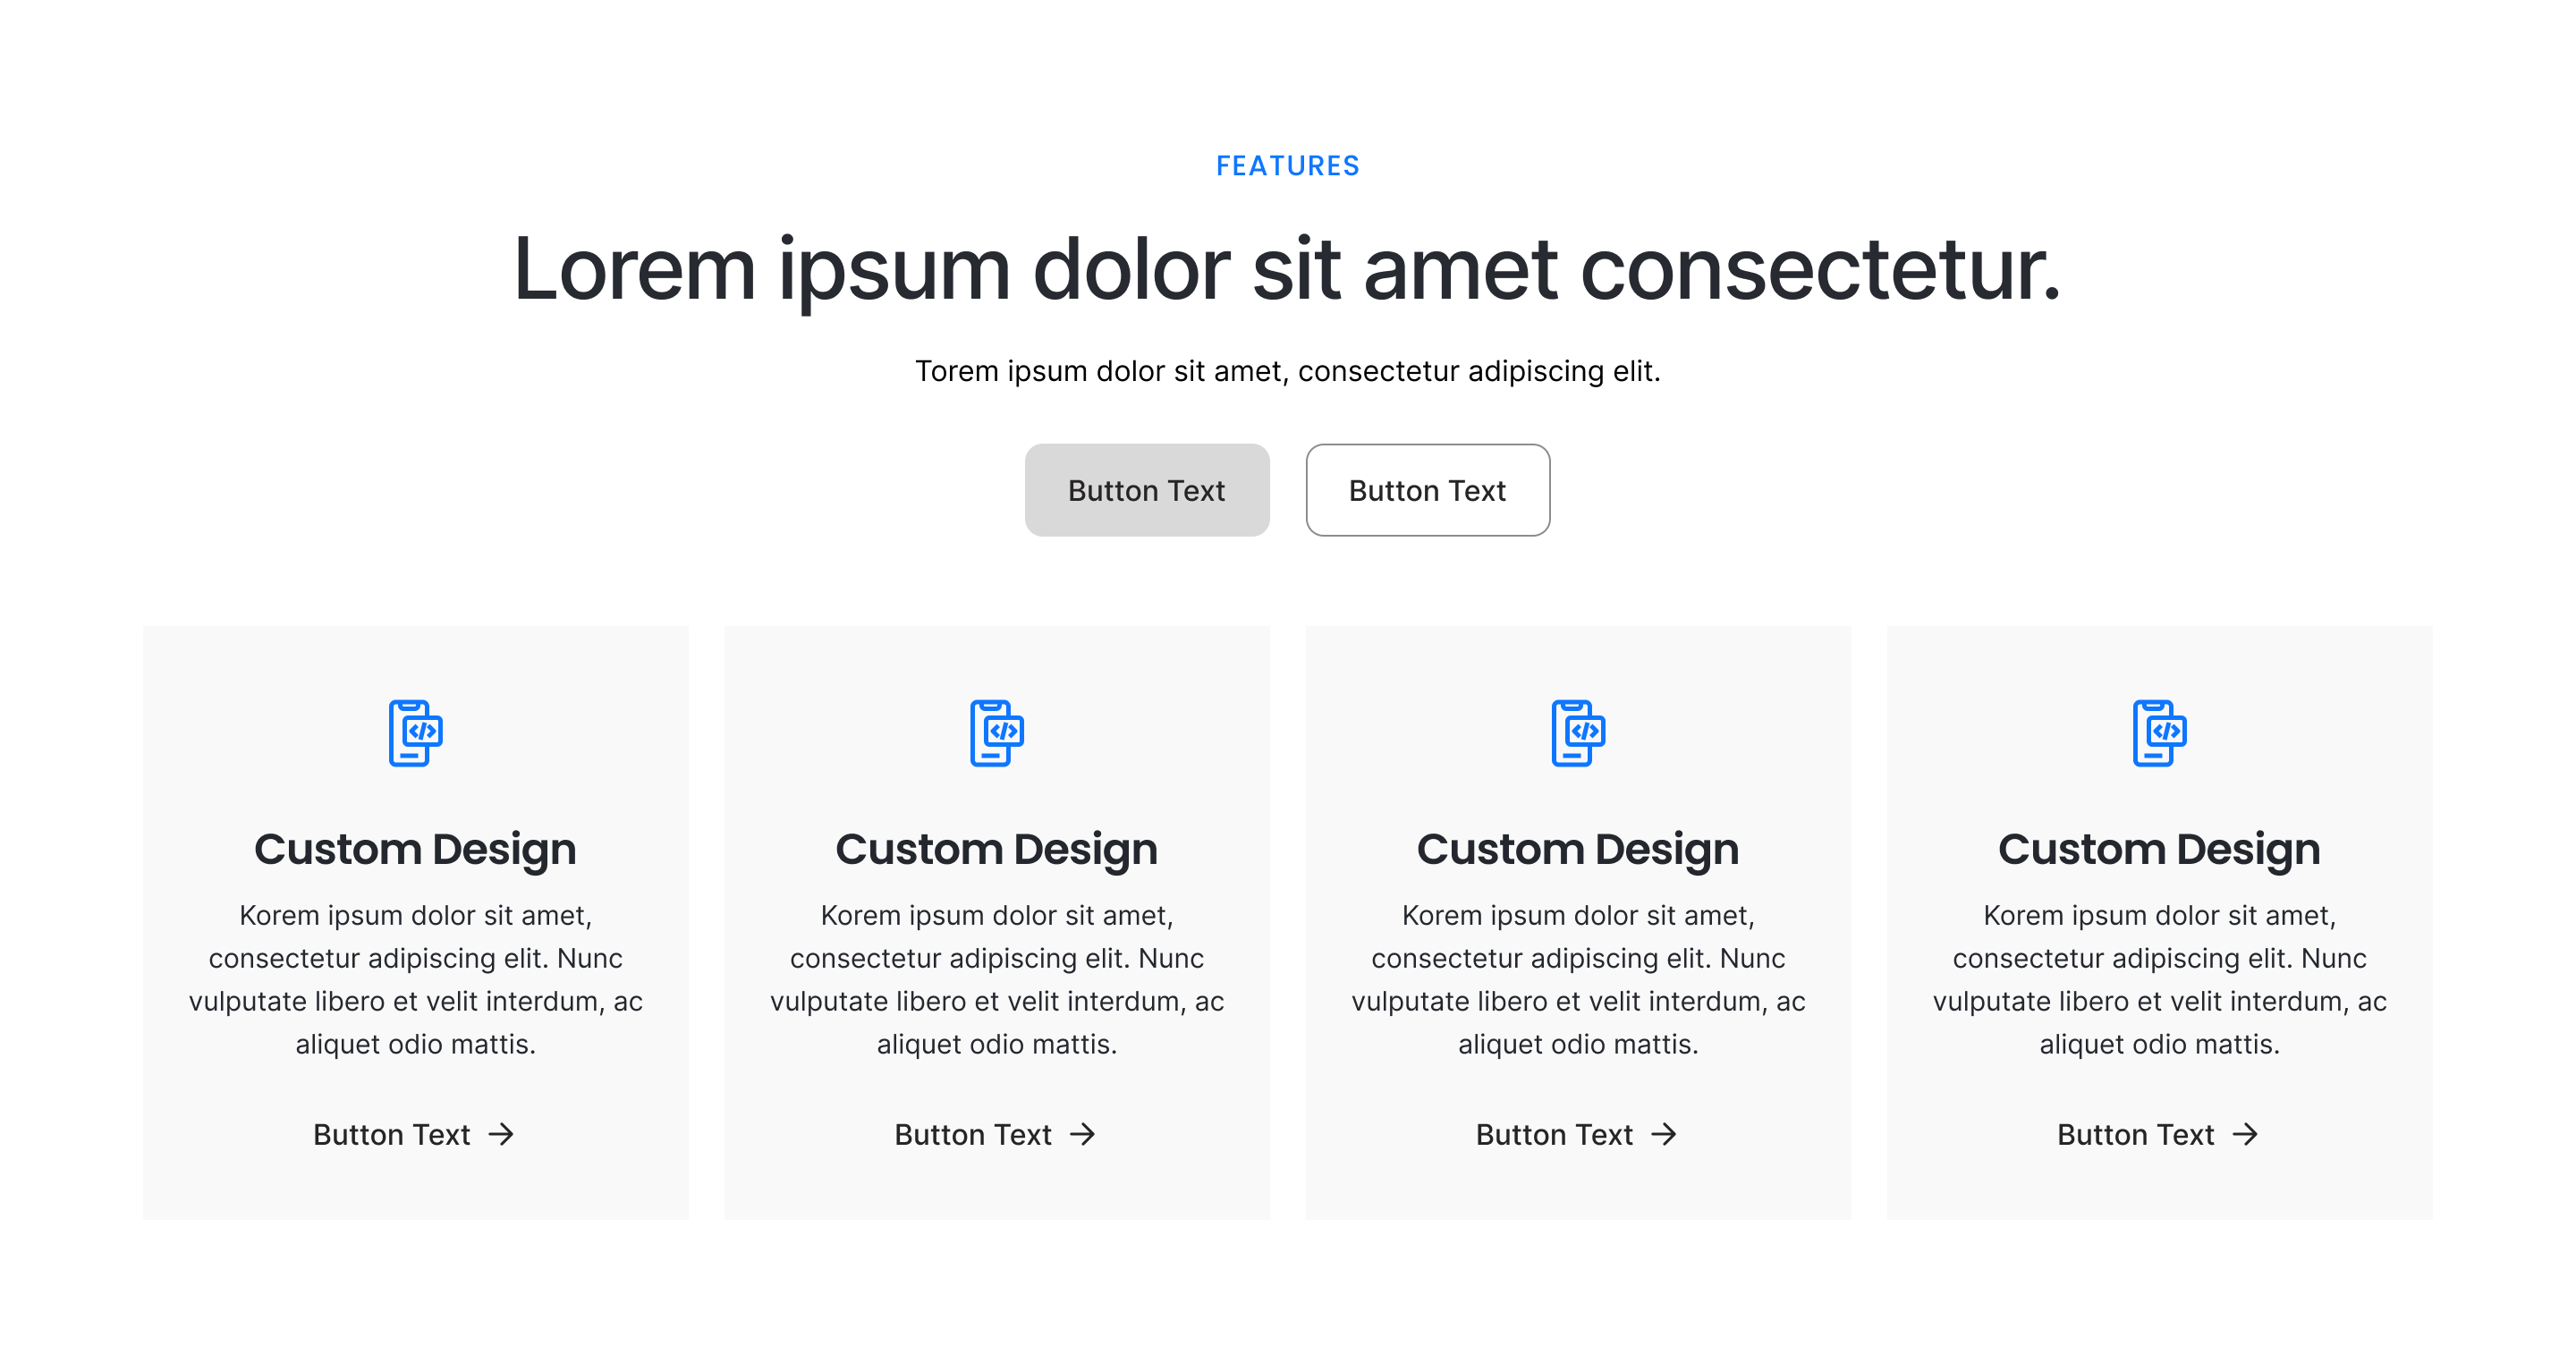 FEATURES
Lorem ipsum dolor sit amet consectetur.
Torem ipsum dolor sit amet, consectetur adipiscing elit.
Button Text
Button Text
Custom Design
Korem ipsum dolor sit amet,
consectetur adipiscing elit. Nunc
vulputate libero et velit interdum, ac
aliquet odio mattis.
Button Text →
Custom Design
Korem ipsum dolor sit amet,
consectetur adipiscing elit. Nunc
vulputate libero et velit interdum, ac
aliquet odio mattis.
Button Text →
Custom Design
Korem ipsum dolor sit amet,
consectetur adipiscing elit. Nunc
vulputate libero et velit interdum, ac
aliquet odio mattis.
Button Text →
Custom Design
Korem ipsum dolor sit amet,
consectetur adipiscing elit. Nunc
vulputate libero et velit interdum, ac
aliquet odio mattis.
Button Text →